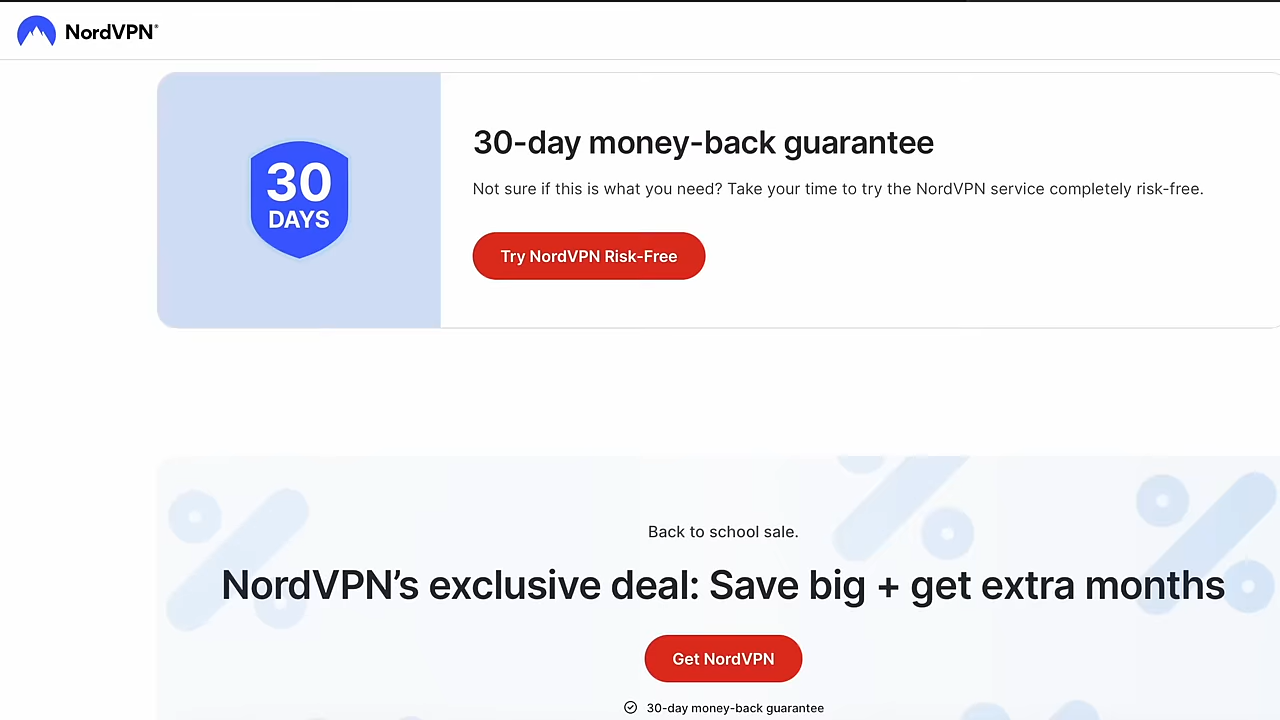 NordVPN®
30
DAYS
30-day money-back guarantee
Not sure if this is what you need? Take your time to try the NordVPN service completely risk-free.
Try NordVPN Risk-Free
Back to school sale.
NordVPN’s exclusive deal: Save big + get extra months
Get NordVPN
30-day money-back guarantee